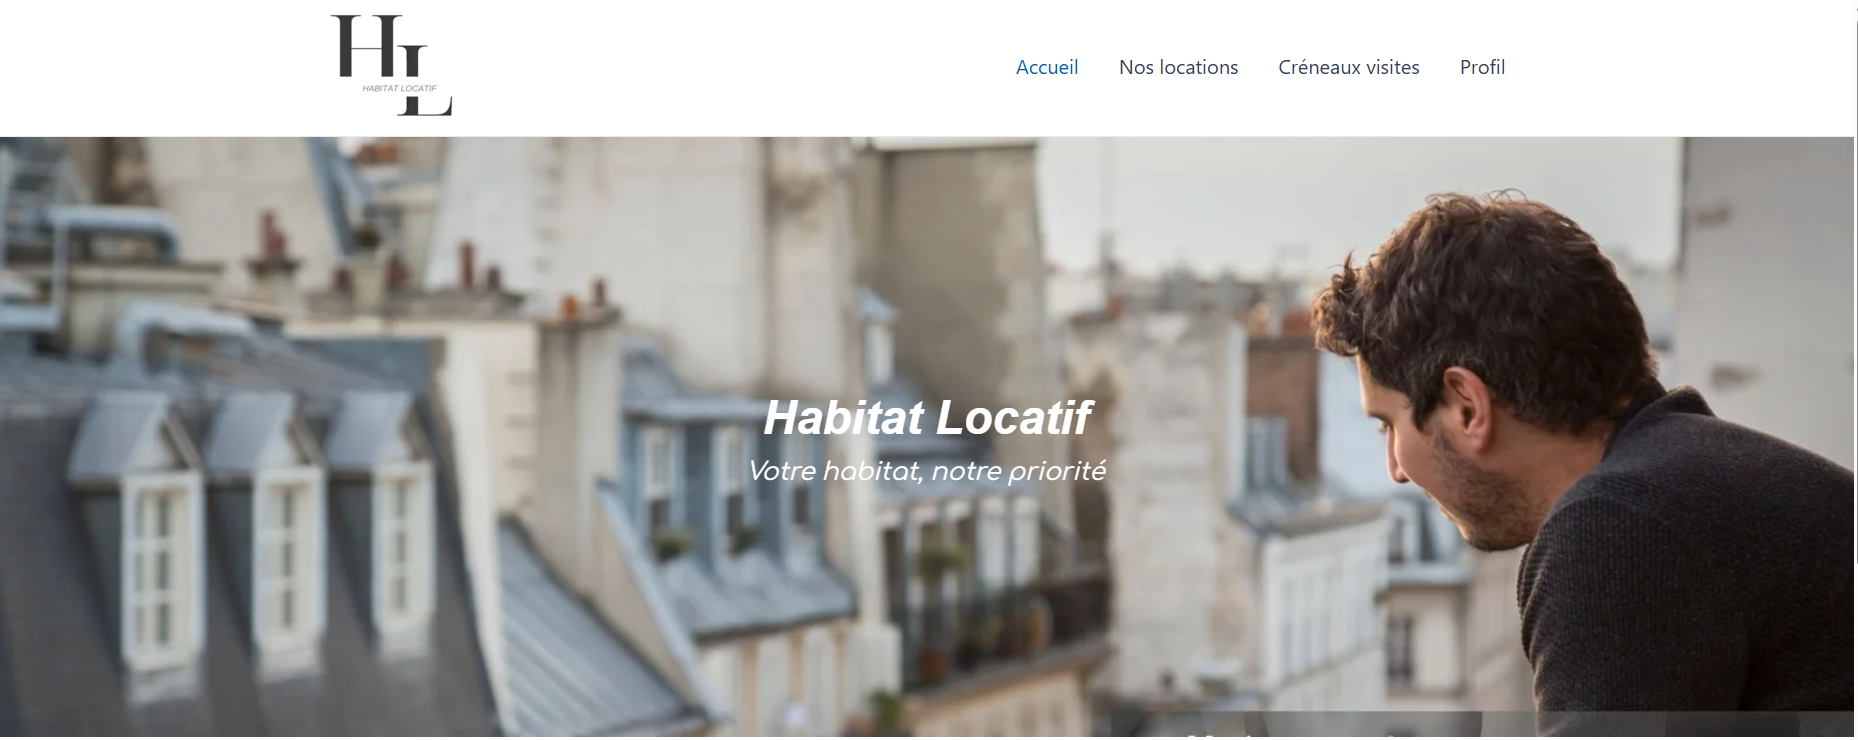 HL
HABITAT LOCATIF
Accueil
Nos locations
Créneaux visites
Profil
Habitat Locatif
Votre habitat, notre priorité